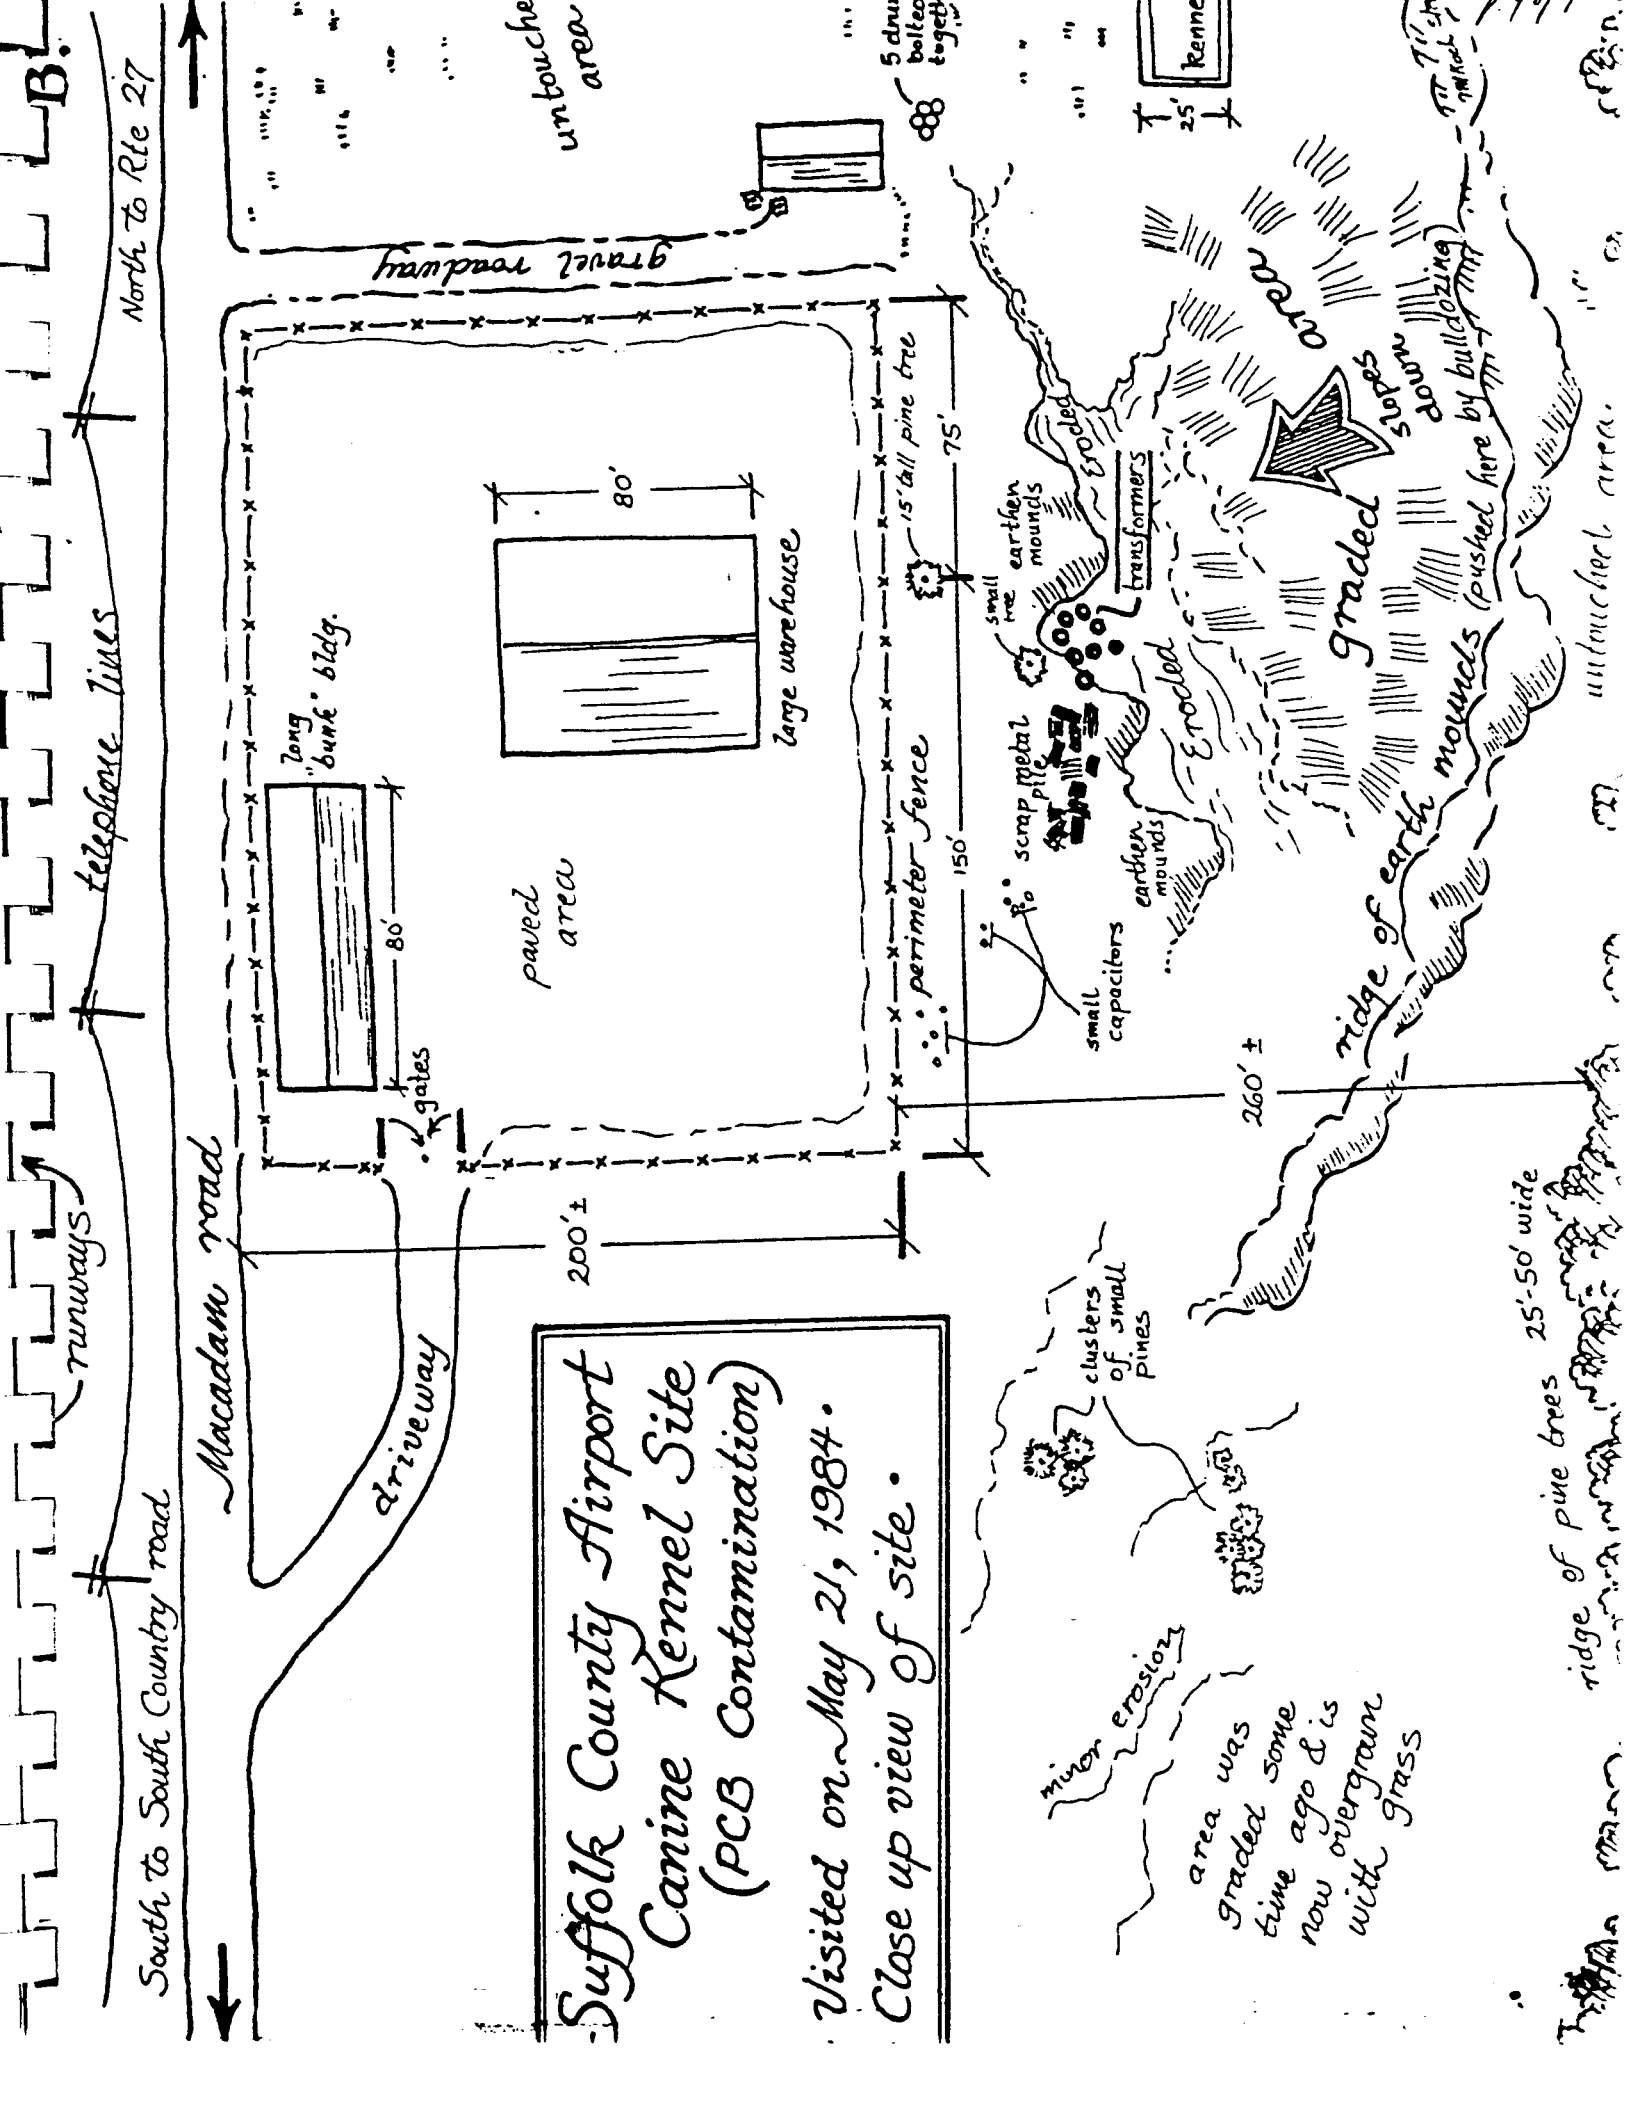 B.
runways
telephone lines
South to South Country road
North to Rte 27
Macadam road
driveway
gates
long
"bunk" bldg.
80'
paved
area
80'
large warehouse
gravel roadway
untouche
area
5 dru
bolted
togeth
kenne
25'
200'±
perimeter fence
15' tall pine tree
150'
75'
small
capacitors
scrap metal
pile
small
tree
earthen
mounds
Eroded
transformers
earthen
mounds
Eroded
graded area
slopes
down
ridge of earth mounds (pushed here by bulldozing)
260' ±
Suffolk County Airport
Canine Kennel Site
(PCB Contamination)
Visited on May 21, 1984.
Close up view of site.
clusters
of small
pines
minor erosion
area was
graded some
time ago & is
now overgrown
with grass
ridge of pine trees 25'-50' wide
area.